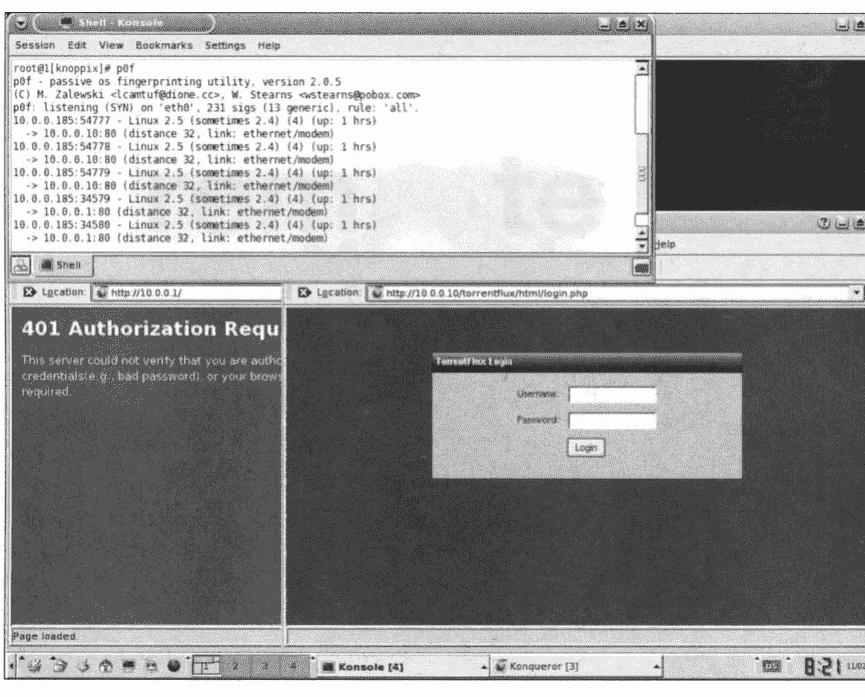 Shell - Konsole
Session Edit View Bookmarks Settings Help
root@1[knoppix]# p0f
p0f - passive os fingerprinting utility, version 2.0.5
(C) M. Zalewski <lcamtuf@dione.cc>, W. Stearns <wstearns@pobox.com>
p0f: listening (SYN) on 'eth0', 231 sigs (13 generic), rule: 'all'.
10.0.0.185:54777 - Linux 2.5 (sometimes 2.4) (4) (up: 1 hrs)
-> 10.0.0.10:80 (distance 32, link: ethernet/modem)
10.0.0.185:54778 - Linux 2.5 (sometimes 2.4) (4) (up: 1 hrs)
-> 10.0.0.10:80 (distance 32, link: ethernet/modem)
10.0.0.185:54779 - Linux 2.5 (sometimes 2.4) (4) (up: 1 hrs)
-> 10.0.0.10:80 (distance 32, link: ethernet/modem)
10.0.0.185:34579 - Linux 2.5 (sometimes 2.4) (4) (up: 1 hrs)
-> 10.0.0.1:80 (distance 32, link: ethernet/modem)
10.0.0.185:34580 - Linux 2.5 (sometimes 2.4) (4) (up: 1 hrs)
-> 10.0.0.1:80 (distance 32, link: ethernet/modem)
Help
Shell
Location: http://10.0.0.1/
Location: http://10.0.0.10/torrentflux/html/login.php
401 Authorization Requ
This server could not verify that you are autho
credentials(e.g., bad password), or your brows
required.
TorrentFlux Login
Username:
Password:
Login
Page loaded.
1 2 3 4 Konsole [4] Konqueror [3] us 8:21 11/02